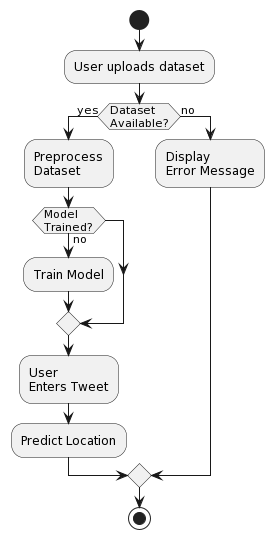 User uploads dataset
yes
Dataset
Available?
no
Preprocess
Dataset
Display
Error Message
Model
Trained?
no
Train Model
User
Enters Tweet
Predict Location